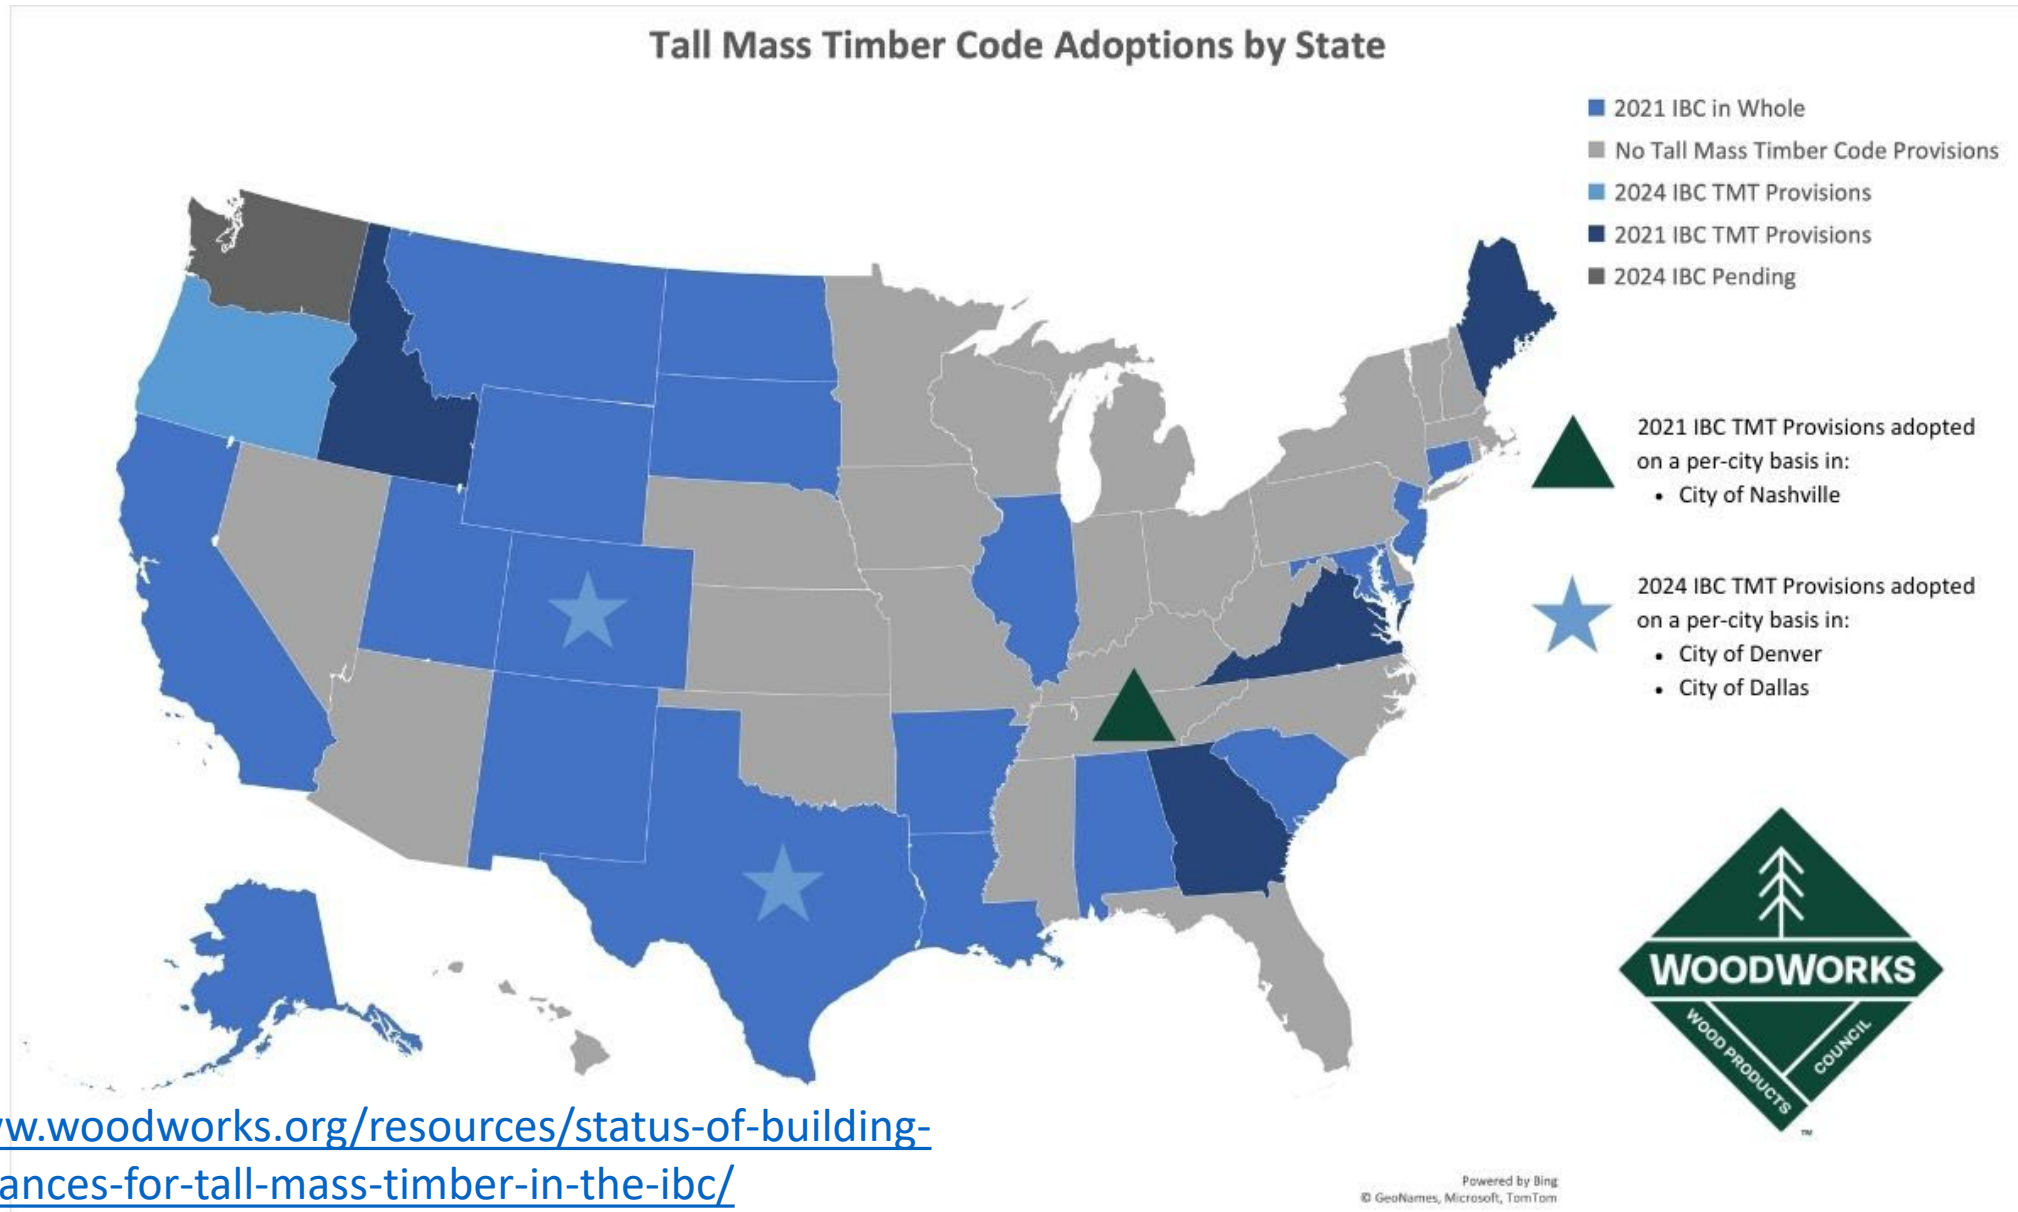 Tall Mass Timber Code Adoptions by State
2021 IBC in Whole
No Tall Mass Timber Code Provisions
2024 IBC TMT Provisions
2021 IBC TMT Provisions
2024 IBC Pending
2021 IBC TMT Provisions adopted
on a per-city basis in:
• City of Nashville
2024 IBC TMT Provisions adopted
on a per-city basis in:
• City of Denver
• City of Dallas
WOODWORKS
WOOD PRODUCTS
COUNCIL
TM
w.woodworks.org/resources/status-of-building-
ances-for-tall-mass-timber-in-the-ibc/
Powered by Bing
© GeoNames, Microsoft, TomTom